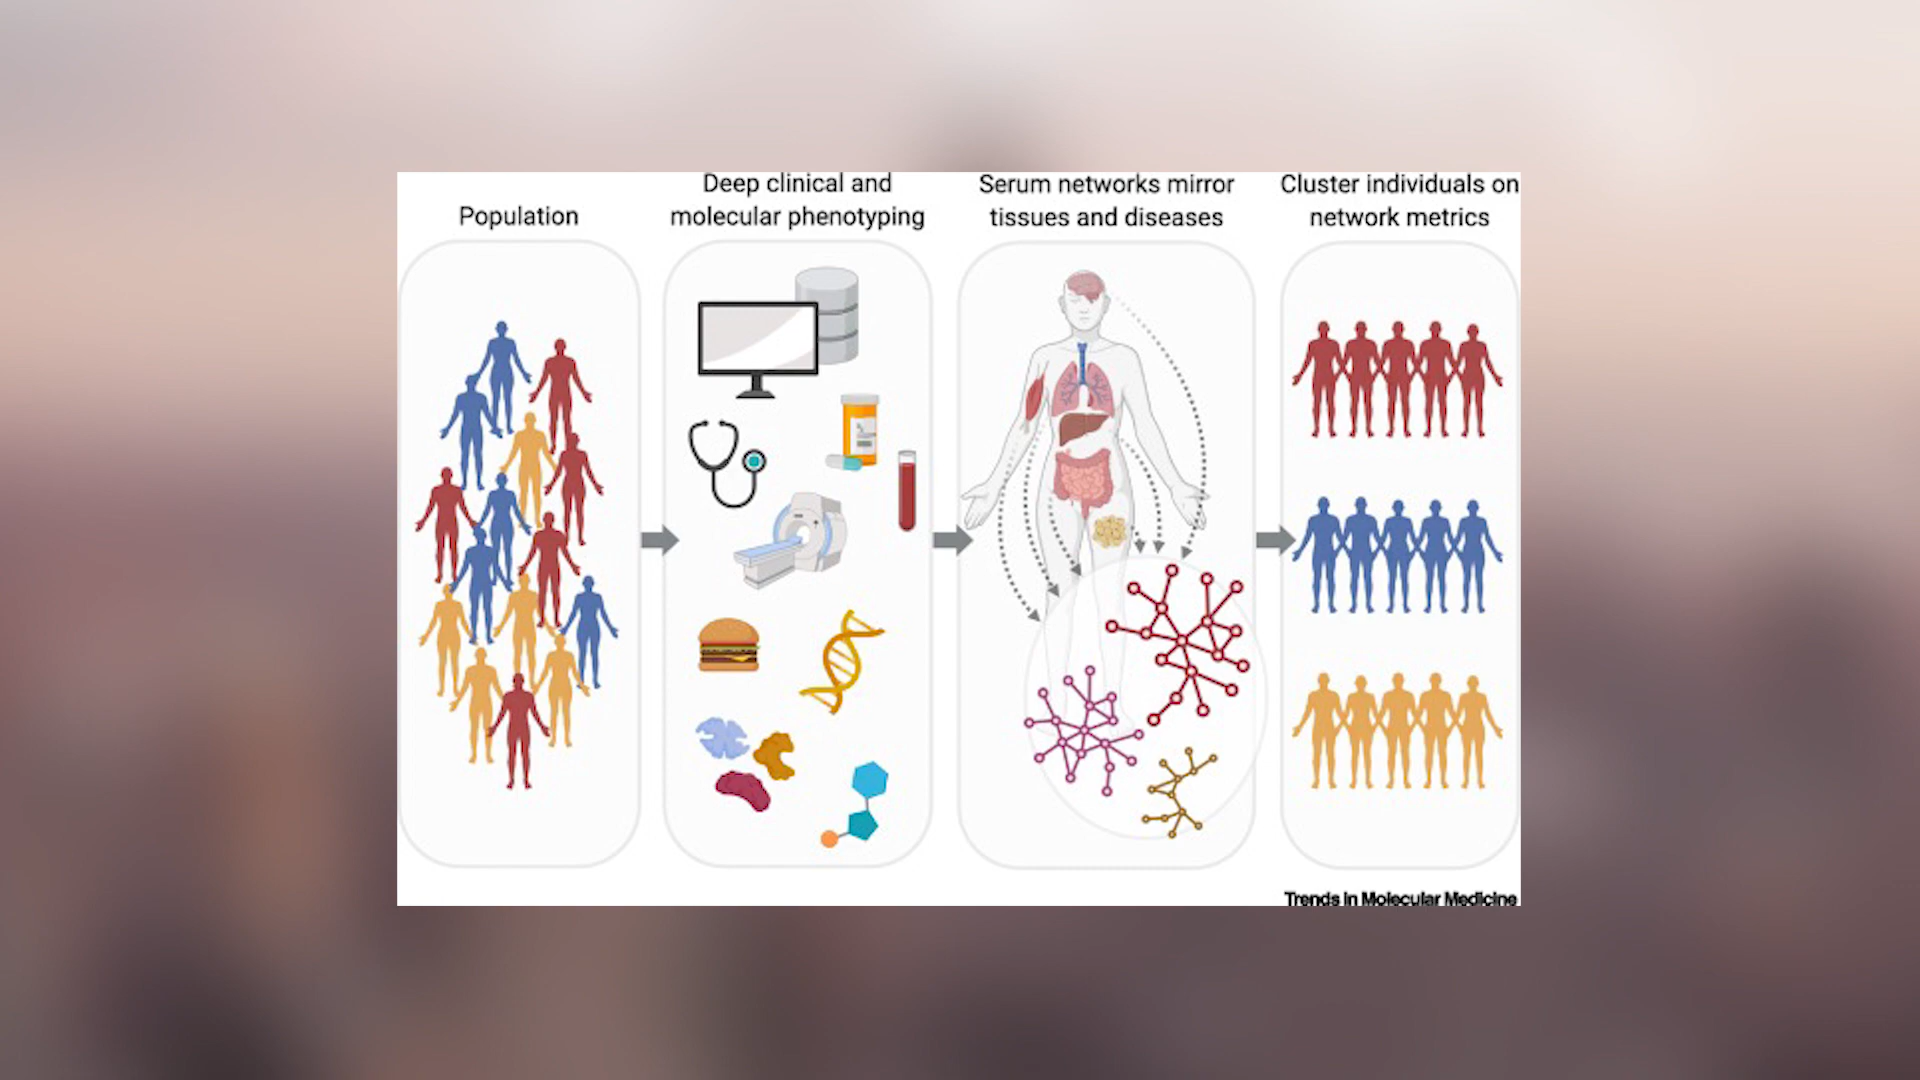 Population
Deep clinical and
molecular phenotyping
Serum networks mirror
tissues and diseases
Cluster individuals on
network metrics
Trends in Molecular Medicine